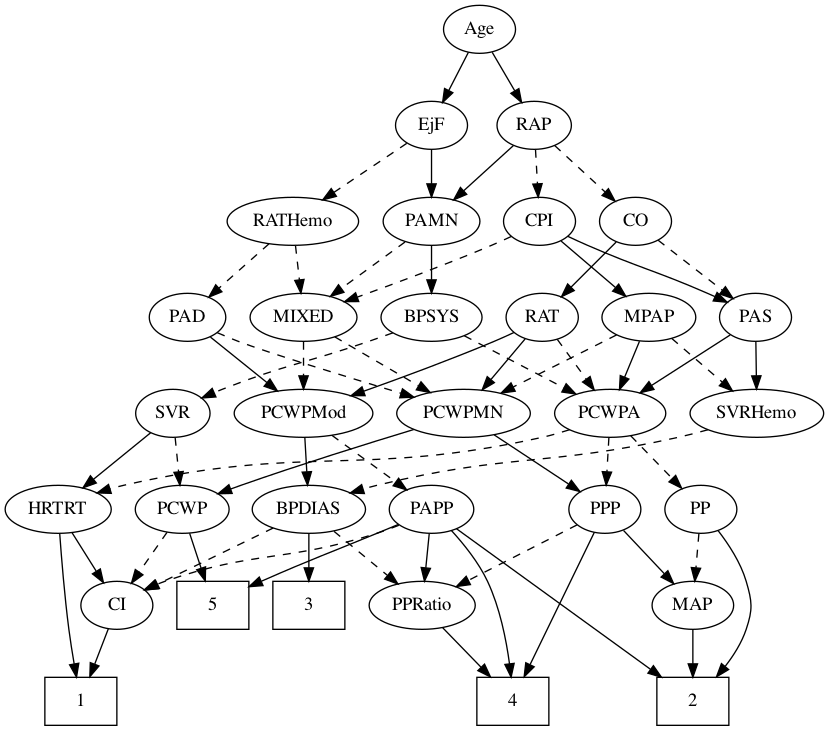 Age
EjF
RAP
RATHemo
PAMN
CPI
CO
PAD
MIXED
BPSYS
RAT
MPAP
PAS
SVR
PCWPMod
PCWPMN
PCWPA
SVRHemo
HRTRT
PCWP
BPDIAS
PAPP
PPP
PP
CI
5
3
PPRatio
MAP
1
4
2